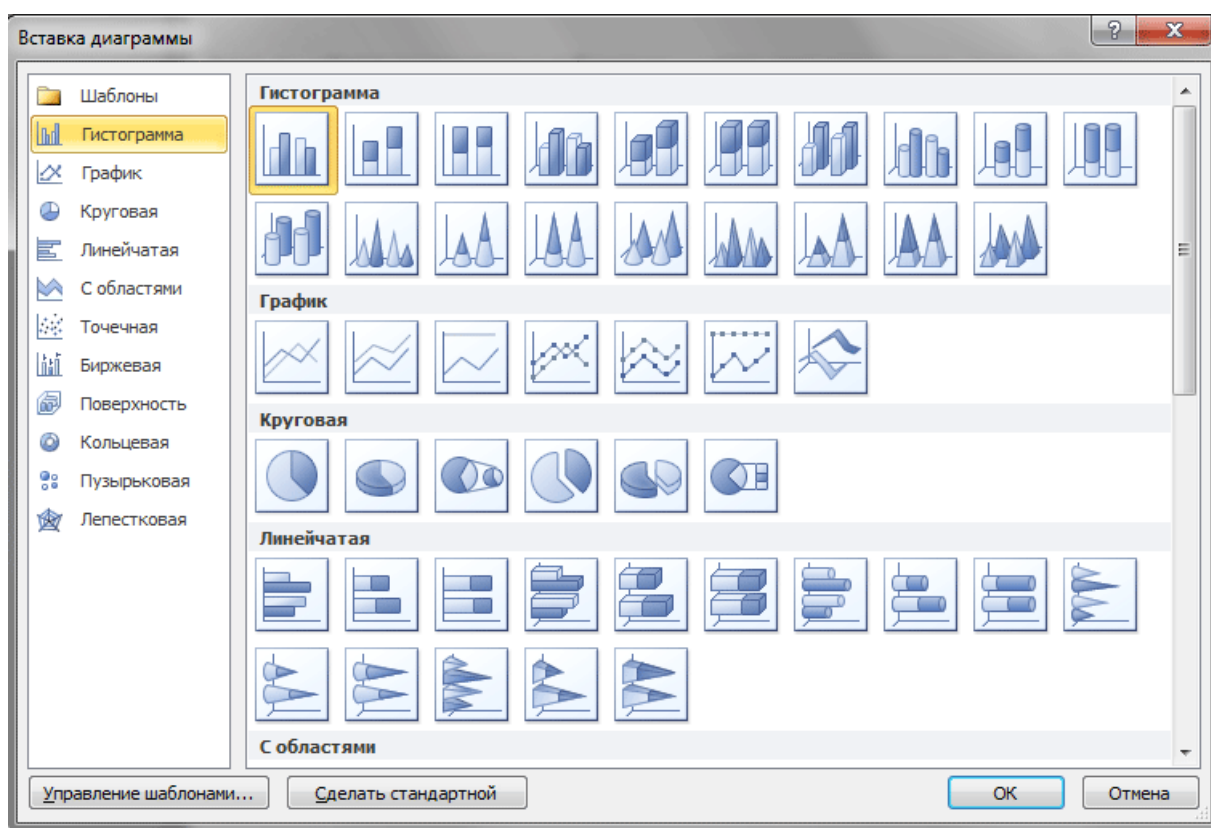 Вставка диаграммы
Шаблоны
Гистограмма
График
Круговая
Линейчатая
С областями
Точечная
Биржевая
Поверхность
Кольцевая
Пузырьковая
Лепестковая
Гистограмма
График
Круговая
Линейчатая
С областями
Управление шаблонами...
Сделать стандартной
ОК
Отмена